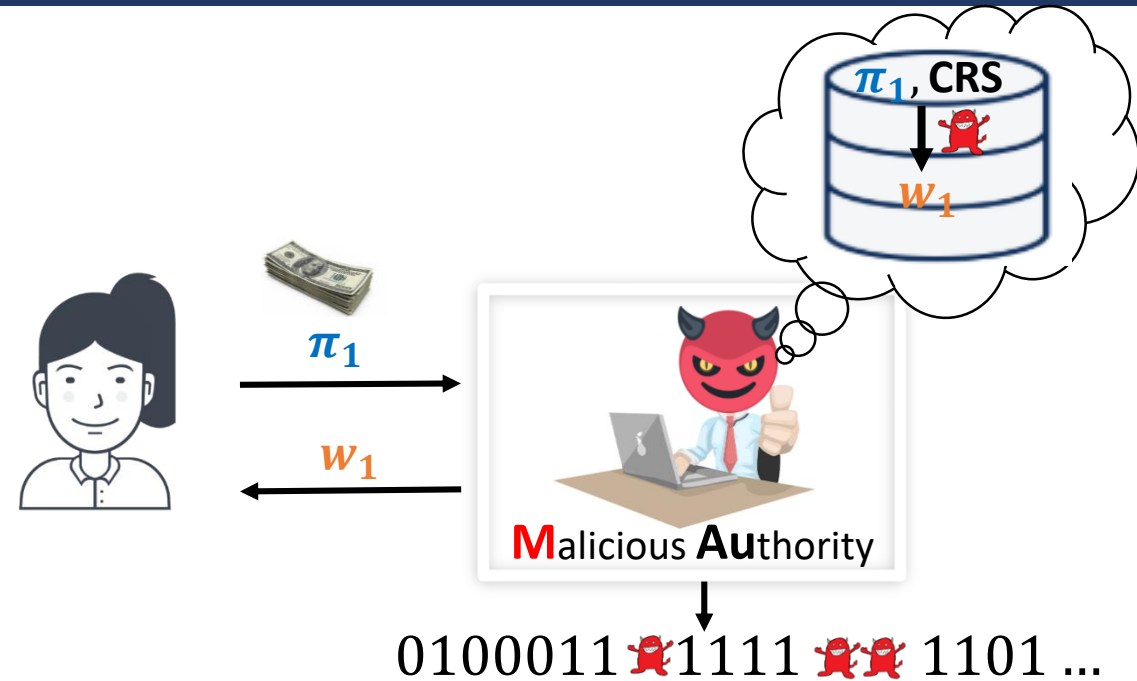 π₁, CRS
w₁
π₁
w₁
Malicious Authority
0100011 1111 1101 ...